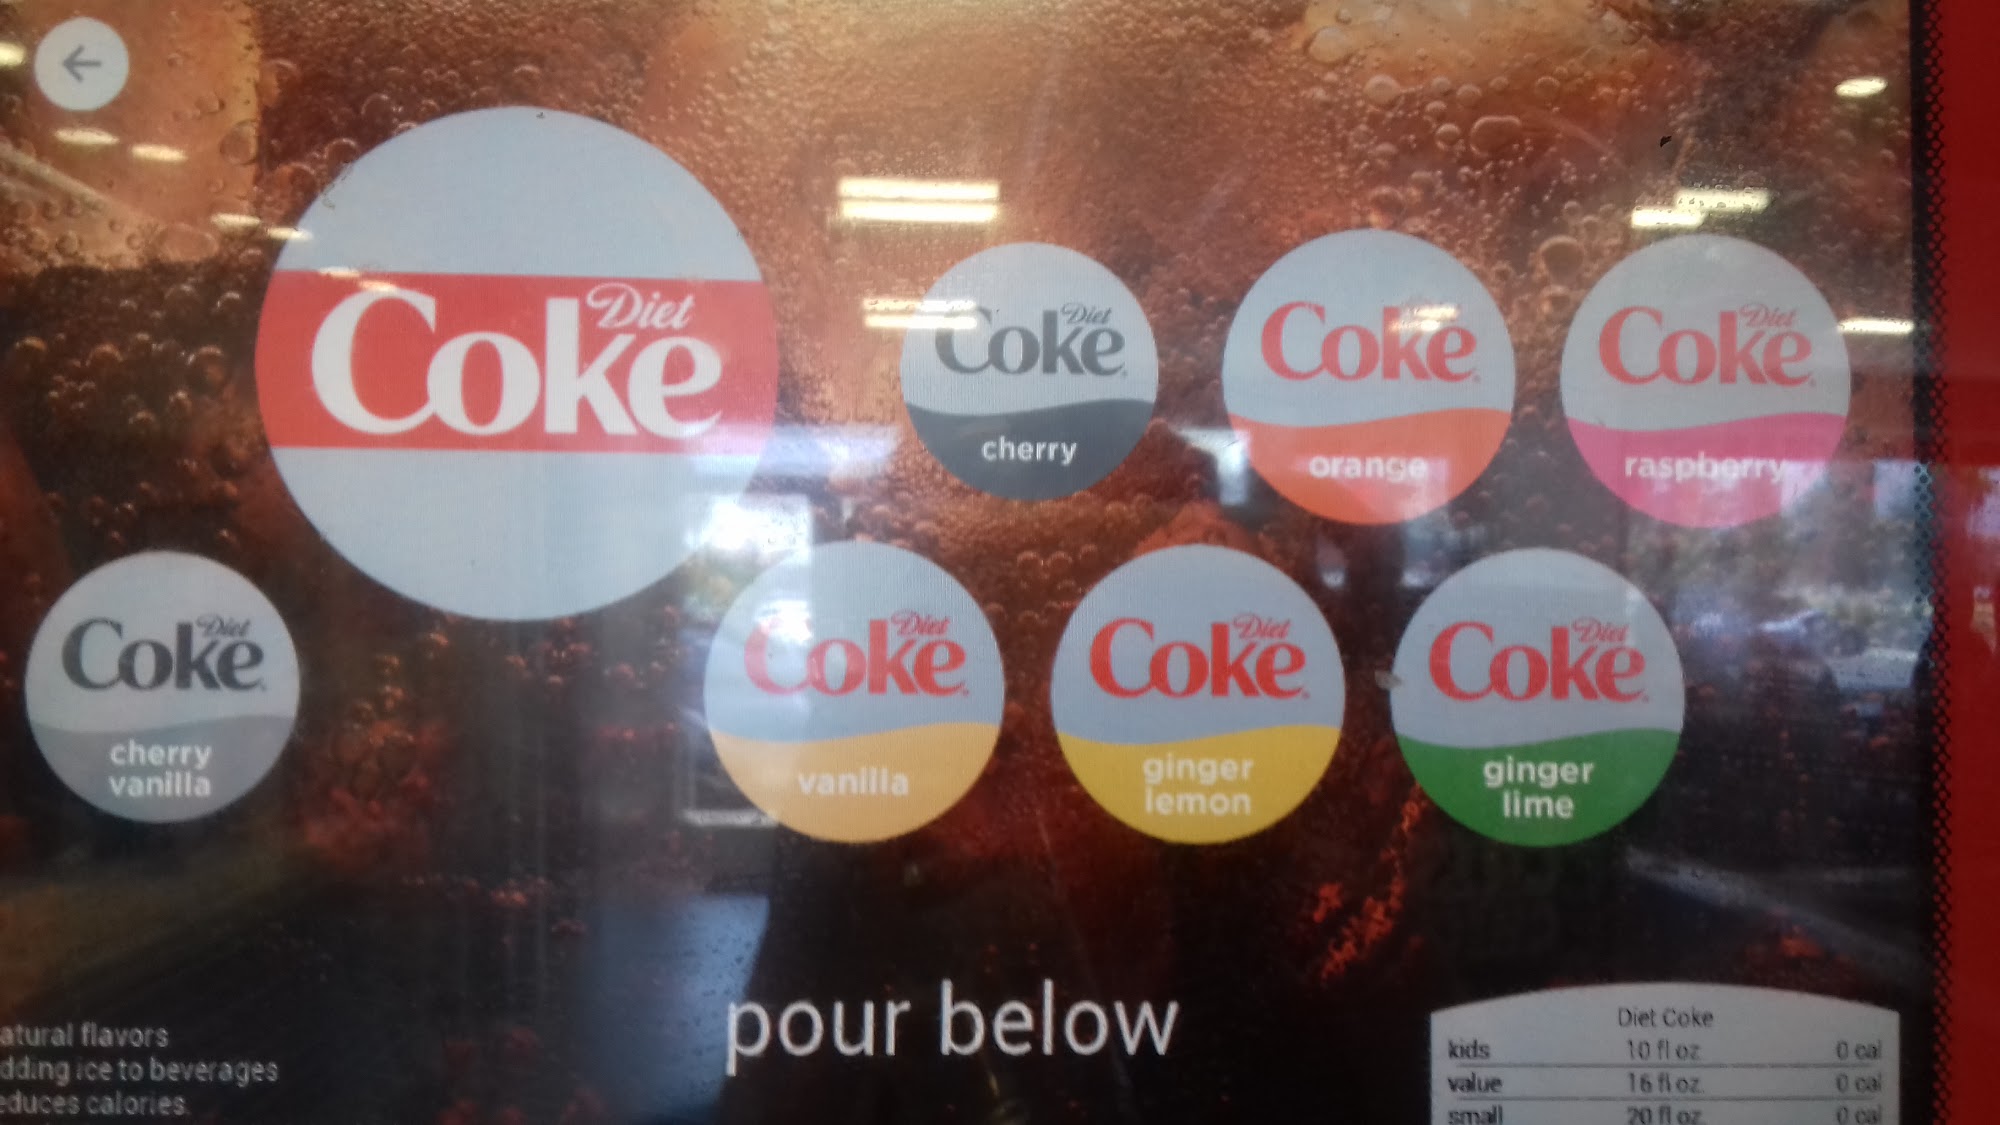 Diet
Coke
Diet
Coke
cherry
Coke
orange
Diet
Coke
raspberry
Diet
Coke
cherry
vanilla
Diet
Coke
vanilla
Diet
Coke
ginger
lemon
Diet
Coke
ginger
lime
pour below
atural flavors
dding ice to beverages
educes calories.
Diet Coke
kids 10 fl oz 0 cal
value 16 fl oz 0 cal
small 20 fl oz 0 cal